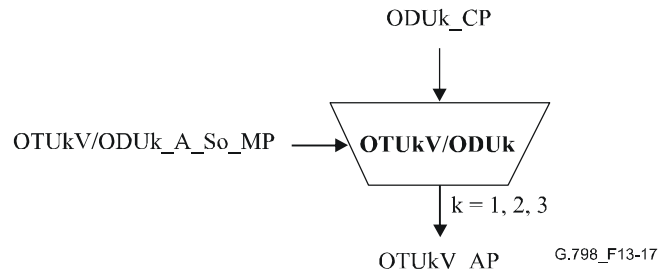 ODUk_CP
OTUkV/ODUk_A_So_MP
OTUkV/ODUk
k = 1, 2, 3
OTUkV_AP
G.798_F13-17